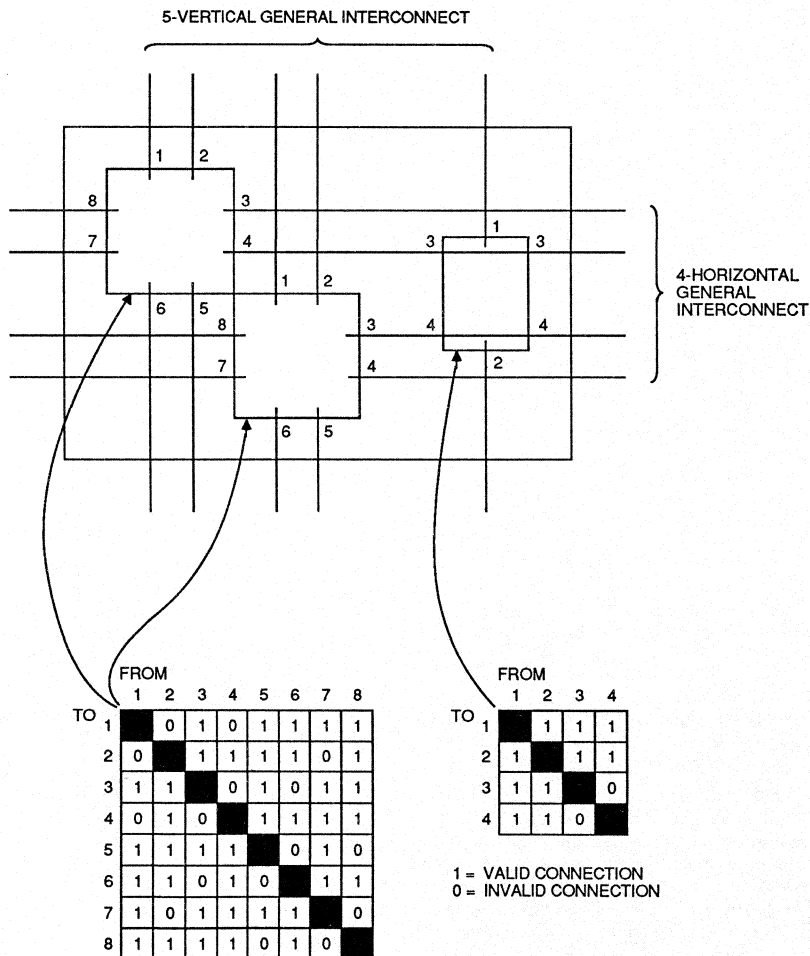 5-VERTICAL GENERAL INTERCONNECT
1 2
8 3
1
7 4 3 3
1 2
6 5
8 3 4 4
7 4 2
6 5
4-HORIZONTAL
GENERAL
INTERCONNECT
FROM
1 2 3 4 5 6 7 8
TO
1 0 1 0 1 1 1 1
2 0 1 1 1 1 0 1
3 1 1 0 1 0 1 1
4 0 1 0 1 1 1 1
5 1 1 1 1 0 1 0
6 1 1 0 1 0 1 1
7 1 0 1 1 1 1 0
8 1 1 1 1 0 1 0
FROM
1 2 3 4
TO
1 1 1 1
2 1 1 1
3 1 1 0
4 1 1 0
1 = VALID CONNECTION
0 = INVALID CONNECTION